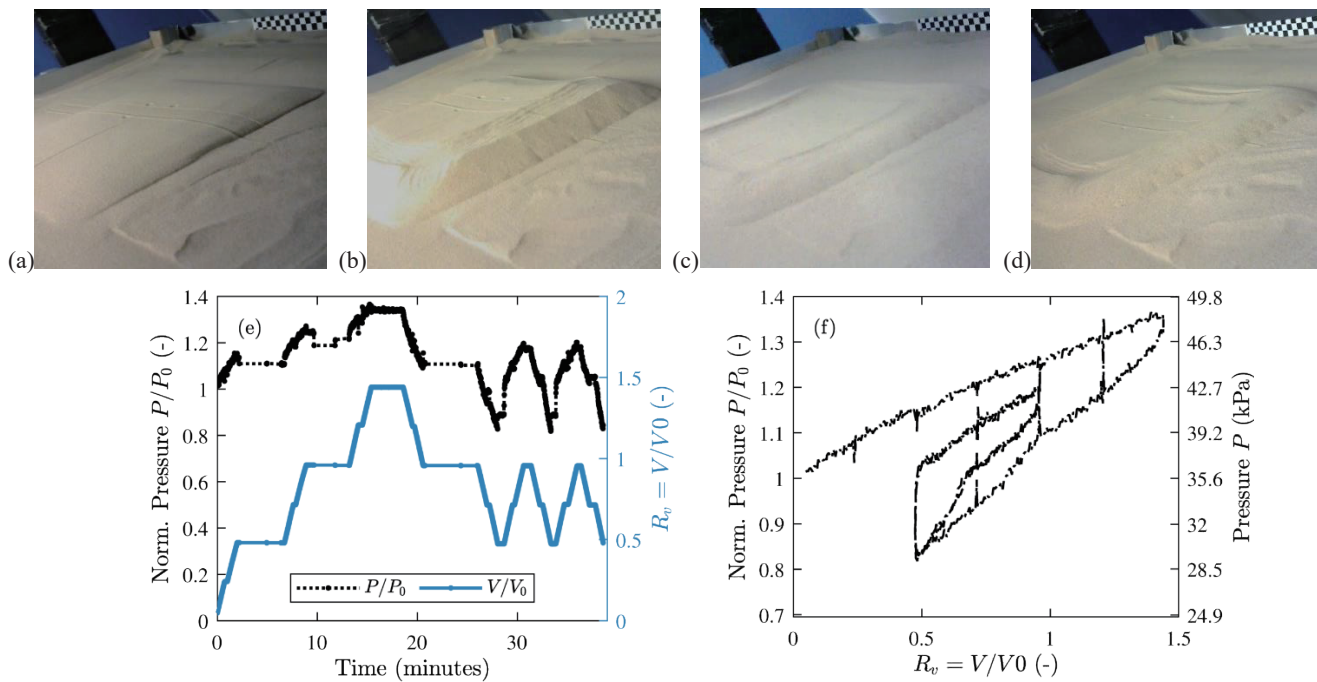 (a)
(b)
(c)
(d)
(e)
Norm. Pressure P/P₀ (-)
1.4
1.2
1
0.8
0.6
0.4
0.2
0
2
1.5
1
0.5
0
R_v = V/V0 (-)
P/P₀
V/V₀
0
10
20
30
Time (minutes)
(f)
Norm. Pressure P/P₀ (-)
1.4
1.3
1.2
1.1
1
0.9
0.8
0.7
49.8
46.3
42.7
39.2
35.6
32
28.5
24.9
Pressure P (kPa)
0
0.5
1
1.5
R_v = V/V0 (-)